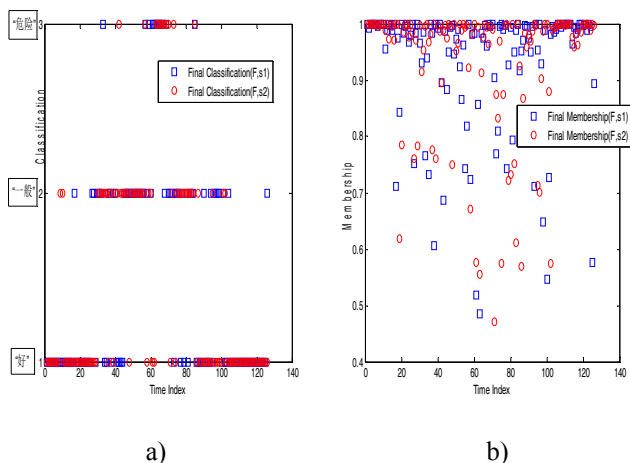 "危险"
3
Final Classification(F,s1)
Final Classification(F,s2)
Classification
"一般"
2
"好"
1
0 20 40 60 80 100 120 140
Time Index
a)
1
0.9
0.8
0.7
0.6
0.5
0.4
Membership
Final Membership(F,s1)
Final Membership(F,s2)
0 20 40 60 80 100 120 140
Time Index
b)